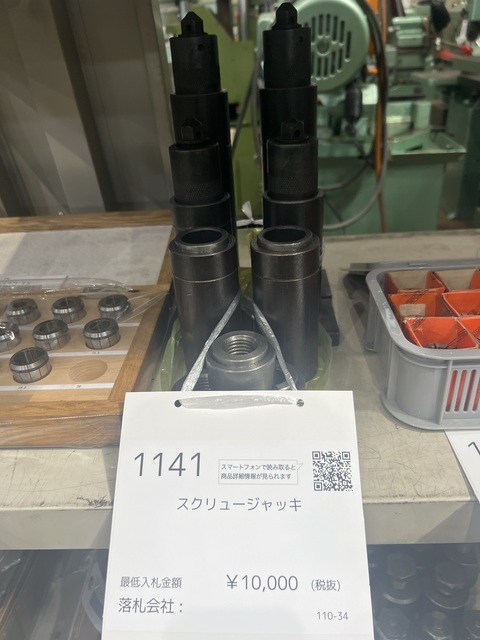 1141
スマートフォンで読み取ると
商品詳細情報が見られます
スクリュージャッキ
最低入札金額 ¥10,000 (税抜)
落札会社：
110-34